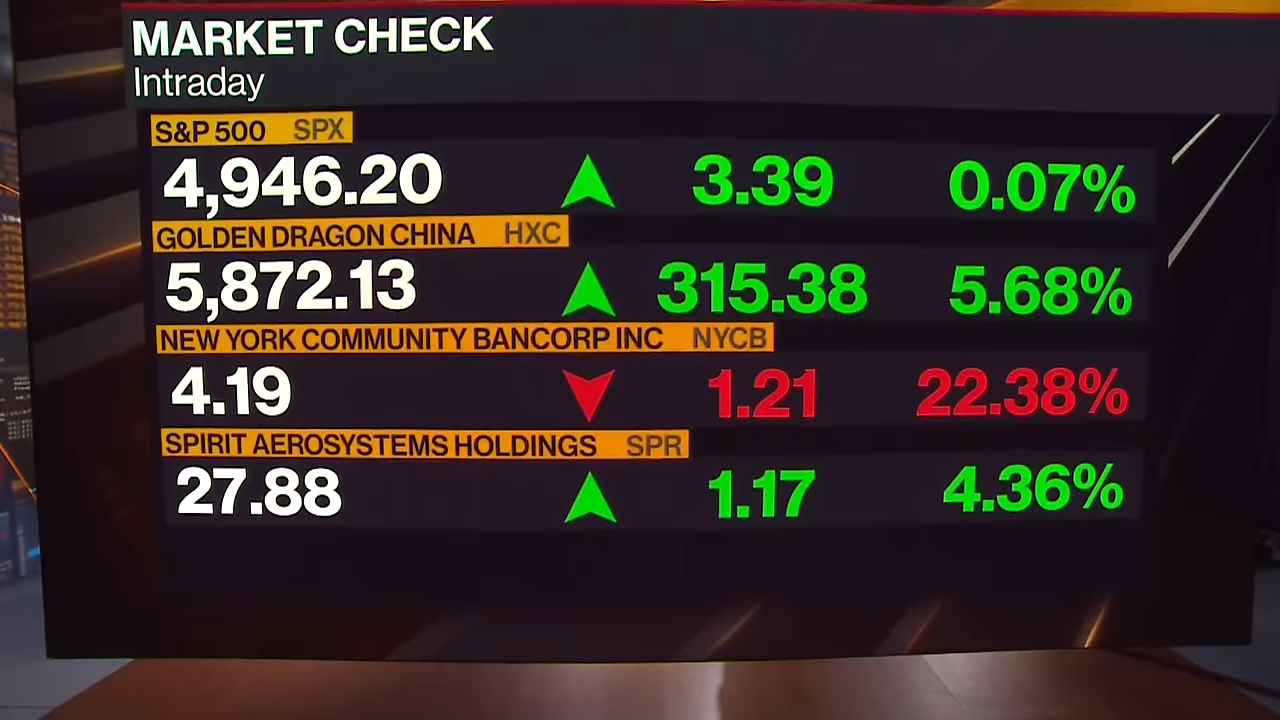 MARKET CHECK
Intraday
S&P 500 SPX
4,946.20 3.39 0.07%
GOLDEN DRAGON CHINA HXC
5,872.13 315.38 5.68%
NEW YORK COMMUNITY BANCORP INC NYCB
4.19 1.21 22.38%
SPIRIT AEROSYSTEMS HOLDINGS SPR
27.88 1.17 4.36%